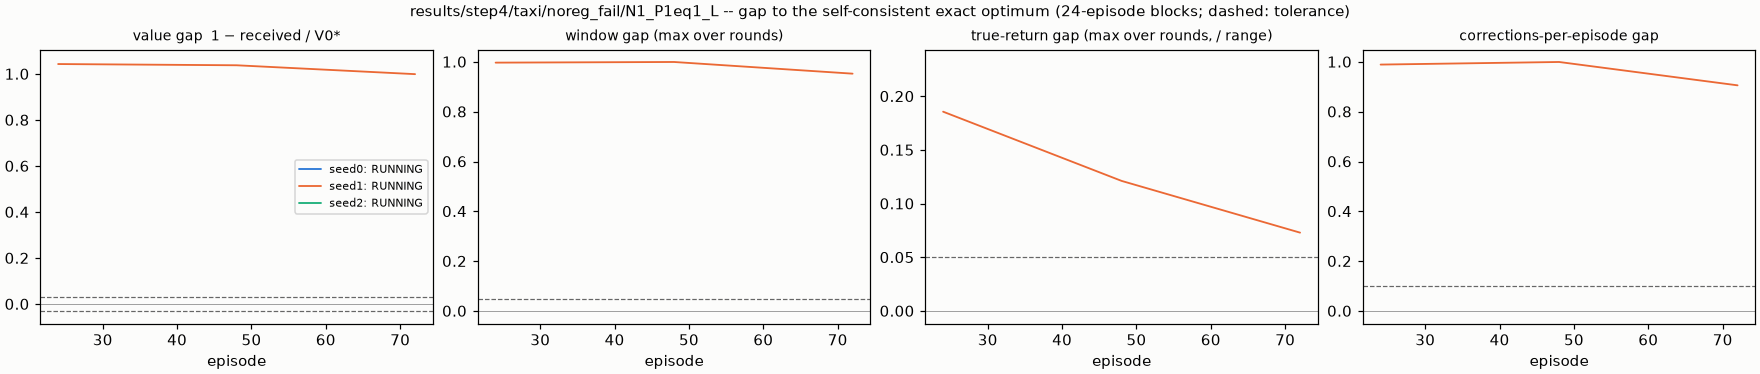 results/step4/taxi/noreg_fail/N1_P1eq1_L -- gap to the self-consistent exact optimum (24-episode blocks; dashed: tolerance)
value gap  1 − received / V0*
1.0
0.8
0.6
0.4
0.2
0.0
seed0: RUNNING
seed1: RUNNING
seed2: RUNNING
30 40 50 60 70
episode
window gap (max over rounds)
1.0
0.8
0.6
0.4
0.2
0.0
30 40 50 60 70
episode
true-return gap (max over rounds, / range)
0.20
0.15
0.10
0.05
0.00
30 40 50 60 70
episode
corrections-per-episode gap
1.0
0.8
0.6
0.4
0.2
0.0
30 40 50 60 70
episode